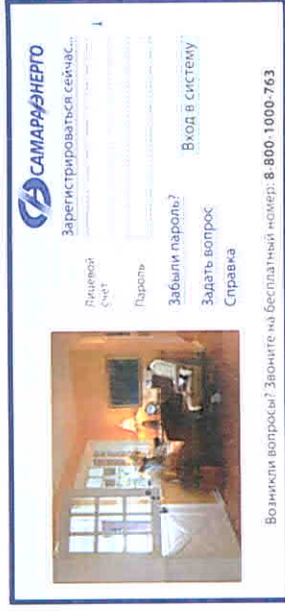 САМАРАЭНЕРГО
Зарегистрироваться сейчас...
Лицевой
счет
Пароль
Забыли пароль?
Вход в систему
Задать вопрос
Справка
Возникли вопросы? Звоните на бесплатный номер: 8-800-1000-763